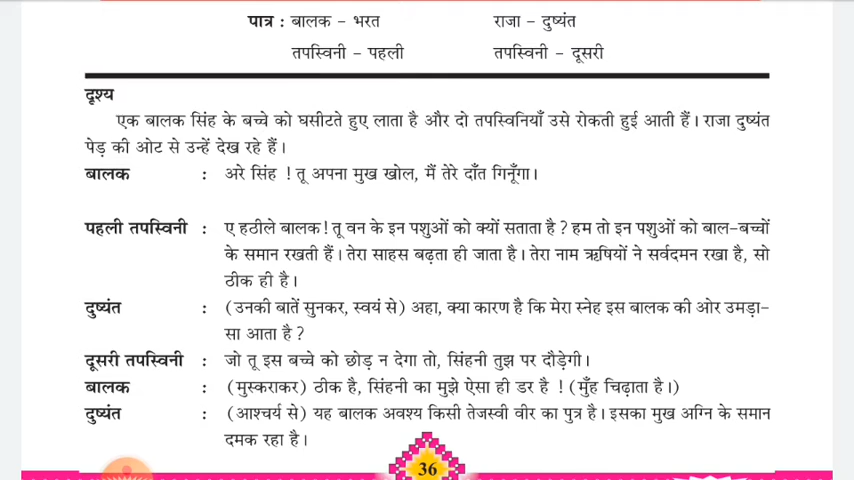 पात्र : बालक – भरत राजा – दुष्यंत
तपस्विनी – पहली तपस्विनी – दूसरी
दृश्य
एक बालक सिंह के बच्चे को घसीटते हुए लाता है और दो तपस्विनियाँ उसे रोकती हुई आती हैं। राजा दुष्यंत
पेड़ की ओट से उन्हें देख रहे हैं।
बालक : अरे सिंह ! तू अपना मुख खोल, मैं तेरे दाँत गिनूँगा।
पहली तपस्विनी : ए हठीले बालक! तू वन के इन पशुओं को क्यों सताता है ? हम तो इन पशुओं को बाल-बच्चों
के समान रखती हैं। तेरा साहस बढ़ता ही जाता है। तेरा नाम ऋषियों ने सर्वदमन रखा है, सो
ठीक ही है।
दुष्यंत : (उनकी बातें सुनकर, स्वयं से) अहा, क्या कारण है कि मेरा स्नेह इस बालक की ओर उमड़ा-
सा आता है ?
दूसरी तपस्विनी : जो तू इस बच्चे को छोड़ न देगा तो, सिंहनी तुझ पर दौड़ेगी।
बालक : (मुस्कराकर) ठीक है, सिंहनी का मुझे ऐसा ही डर है ! (मुँह चिढ़ाता है।)
दुष्यंत : (आश्चर्य से) यह बालक अवश्य किसी तेजस्वी वीर का पुत्र है। इसका मुख अग्नि के समान
दमक रहा है।
36